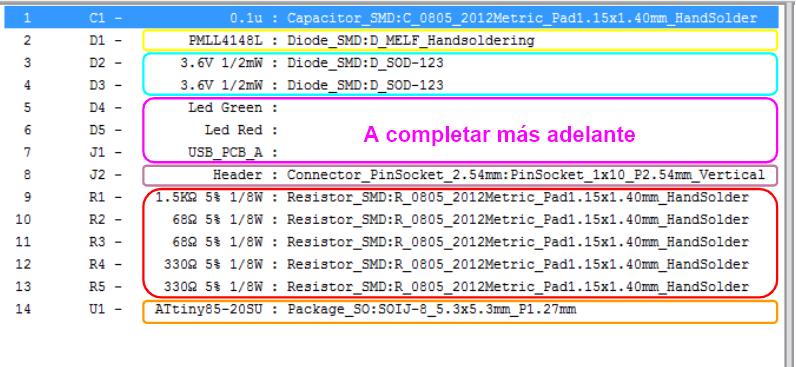 1 C1 - 0.1u : Capacitor_SMD:C_0805_2012Metric_Pad1.15x1.40mm_HandSolder
2 D1 - PMLL4148L : Diode_SMD:D_MELF_Handsoldering
3 D2 - 3.6V 1/2mW : Diode_SMD:D_SOD-123
4 D3 - 3.6V 1/2mW : Diode_SMD:D_SOD-123
5 D4 - Led Green :
6 D5 - Led Red :
A completar más adelante
7 J1 - USB_PCB_A :
8 J2 - Header : Connector_PinSocket_2.54mm:PinSocket_1x10_P2.54mm_Vertical
9 R1 - 1.5KΩ 5% 1/8W : Resistor_SMD:R_0805_2012Metric_Pad1.15x1.40mm_HandSolder
10 R2 - 68Ω 5% 1/8W : Resistor_SMD:R_0805_2012Metric_Pad1.15x1.40mm_HandSolder
11 R3 - 68Ω 5% 1/8W : Resistor_SMD:R_0805_2012Metric_Pad1.15x1.40mm_HandSolder
12 R4 - 330Ω 5% 1/8W : Resistor_SMD:R_0805_2012Metric_Pad1.15x1.40mm_HandSolder
13 R5 - 330Ω 5% 1/8W : Resistor_SMD:R_0805_2012Metric_Pad1.15x1.40mm_HandSolder
14 U1 - ATtiny85-20SU : Package_SO:SOIJ-8_5.3x5.3mm_P1.27mm